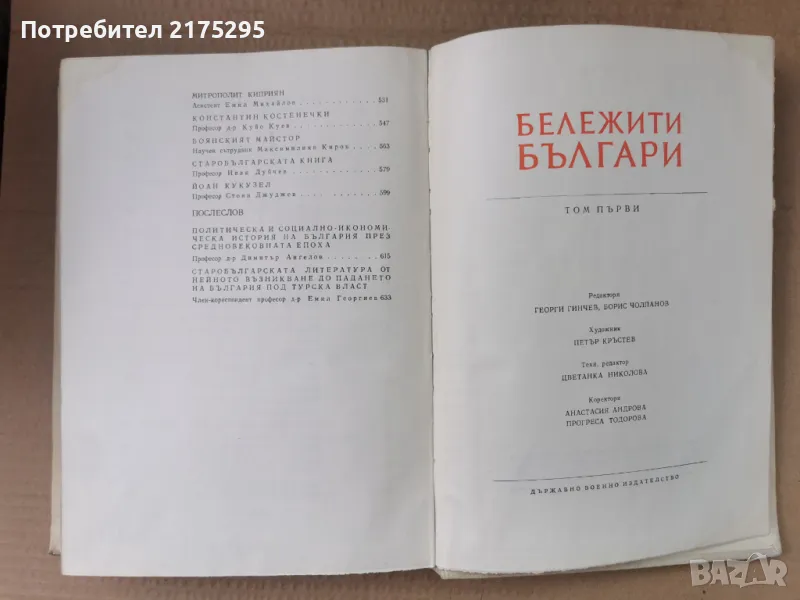 Потребител 2175295
МИТРОПОЛИТ КИПРИЯН
Асистент Емил Михайлов . . . . . . . . . . . 531
КОНСТАНТИН КОСТЕНЕЧКИ
Професор д-р Куйо Куев . . . . . . . . . . . 547
БОЯНСКИЯТ МАЙСТОР
Научен сътрудник Максимилиян Киров . . . 563
СТАРОБЪЛГАРСКАТА КНИГА
Професор Иван Дуйчев . . . . . . . . . . . 579
ЙОАН КУКУЗЕЛ
Професор Стоян Джуджев . . . . . . . . . . . 596
ПОСЛЕСЛОВ
ПОЛИТИЧЕСКА И СОЦИАЛНО-ИКОНОМИ-
ЧЕСКА ИСТОРИЯ НА БЪЛГАРИЯ ПРЕЗ
СРЕДНОВЕКОВНАТА ЕПОХА
Професор д-р Димитър Ангелов . . . . . . . 615
СТАРОБЪЛГАРСКАТА ЛИТЕРАТУРА ОТ
НЕЙНОТО ВЪЗНИКВАНЕ ДО ПАДАНЕТО
НА БЪЛГАРИЯ ПОД ТУРСКА ВЛАСТ
Член-кореспондент професор д-р Емил Георгиев 633
БЕЛЕЖИТИ
БЪЛГАРИ
ТОМ ПЪРВИ
Редактори
ГЕОРГИ ГИНЧЕВ, БОРИС ЧОЛПАНОВ
Художник
ПЕТЪР КРЪСТЕВ
Техн. редактор
ЦВЕТАНКА НИКОЛОВА
Коректори
АНАСТАСИЯ АНДРОВА
ПРОГРЕСА ТОДОРОВА
ДЪРЖАВНО ВОЕННО ИЗДАТЕЛСТВО
BAZAR